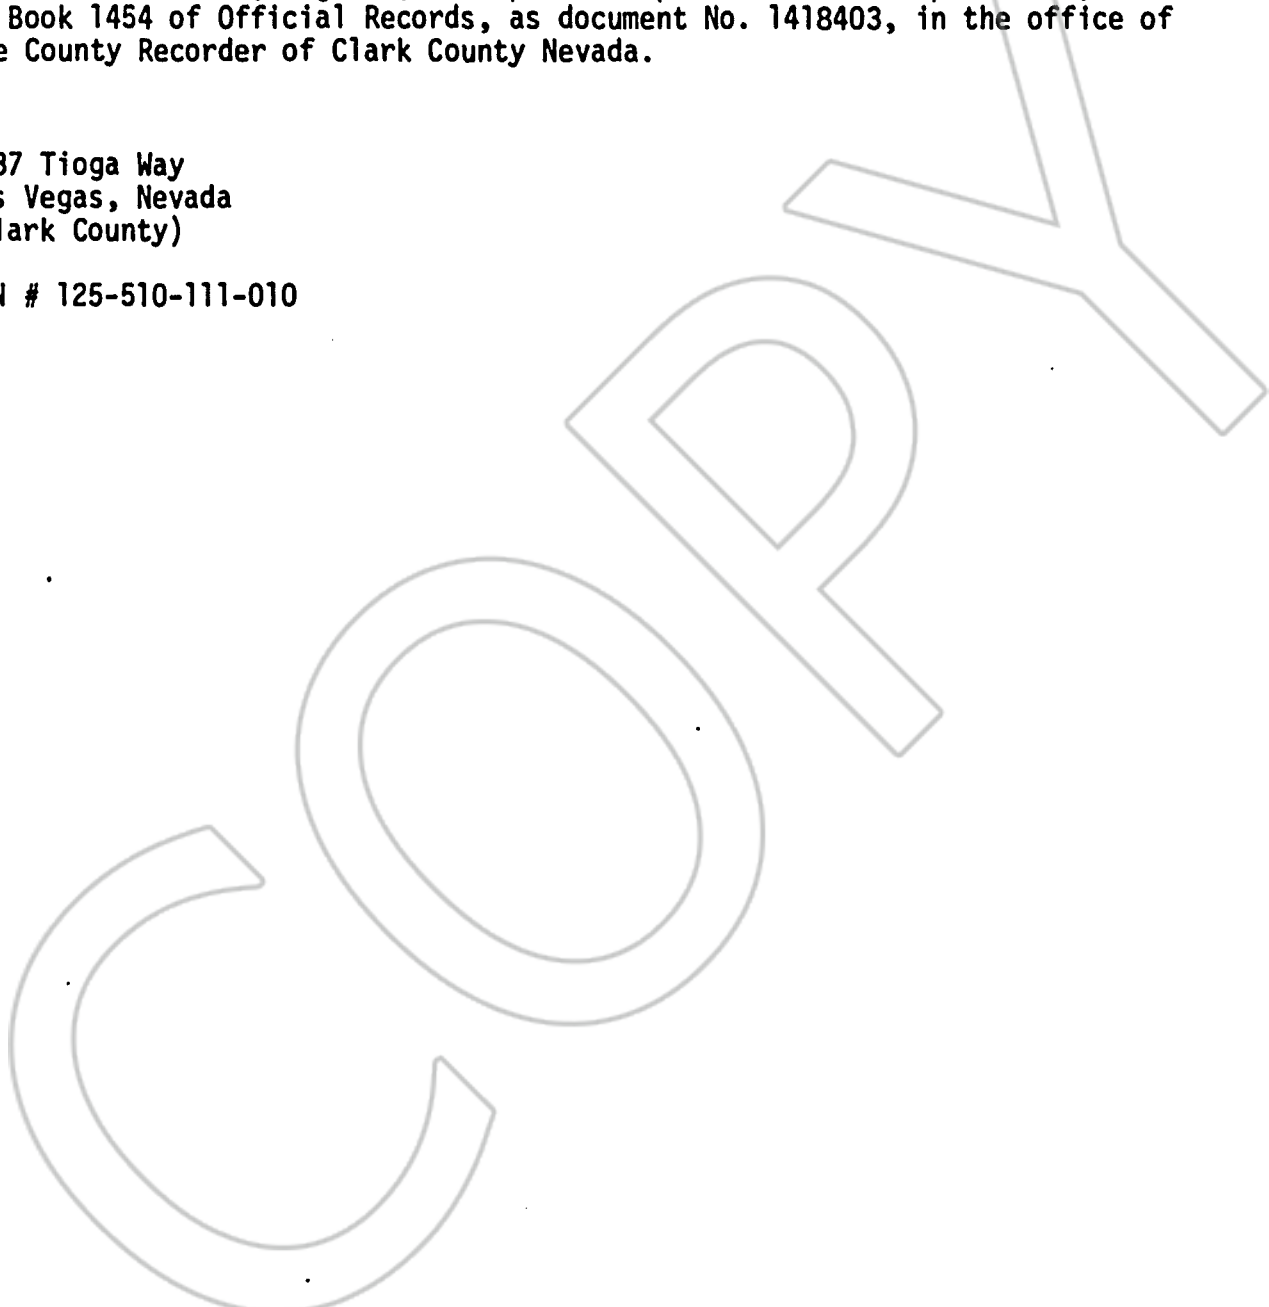 Book 1454 of Official Records, as document No. 1418403, in the office of
County Recorder of Clark County Nevada.
37 Tioga Way
Vegas, Nevada
lark County)
# 125-510-111-010
COPY